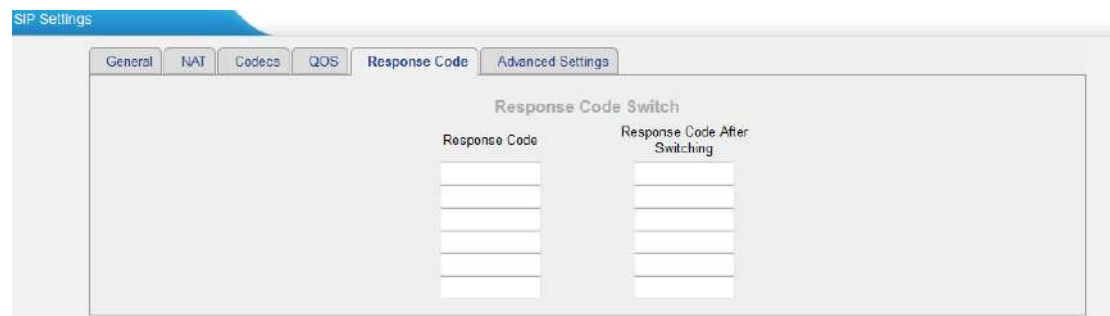 SIP Settings
General NAT Codecs QOS Response Code Advanced Settings
Response Code Switch
Response Code
Response Code After
Switching